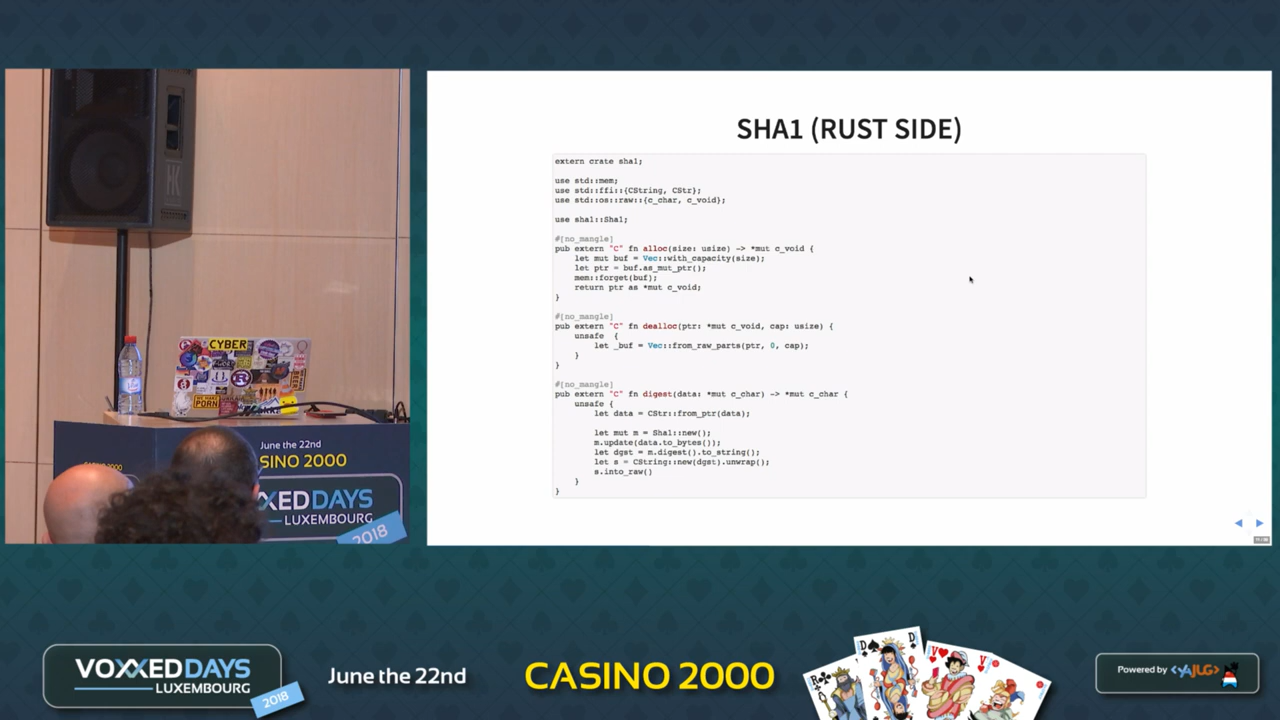 SHA1 (RUST SIDE)
extern crate sha1;
use std::mem;
use std::ffi::{CString, CStr};
use std::os::raw::{c_char, c_void};
use sha1::Sha1;
#[no_mangle]
pub extern "C" fn alloc(size: usize) -> *mut c_void {
    let mut buf = Vec::with_capacity(size);
    let ptr = buf.as_mut_ptr();
    mem::forget(buf);
    return ptr as *mut c_void;
}
#[no_mangle]
pub extern "C" fn dealloc(ptr: *mut c_void, cap: usize) {
    unsafe  {
        let _buf = Vec::from_raw_parts(ptr, 0, cap);
    }
}
#[no_mangle]
pub extern "C" fn digest(data: *mut c_char) -> *mut c_char {
    unsafe {
        let data = CStr::from_ptr(data);
        let mut m = Sha1::new();
        m.update(data.to_bytes());
        let dgst = m.digest().to_string();
        let s = CString::new(dgst).unwrap();
        s.into_raw()
    }
}
CYBER
PORN
June the 22nd
SINO 2000
XED DAYS
LUXEMBOURG
2018
VOXXED DAYS
LUXEMBOURG
2018
June the 22nd
CASINO 2000
D
D
R
V
V
Powered by <YAJUG>